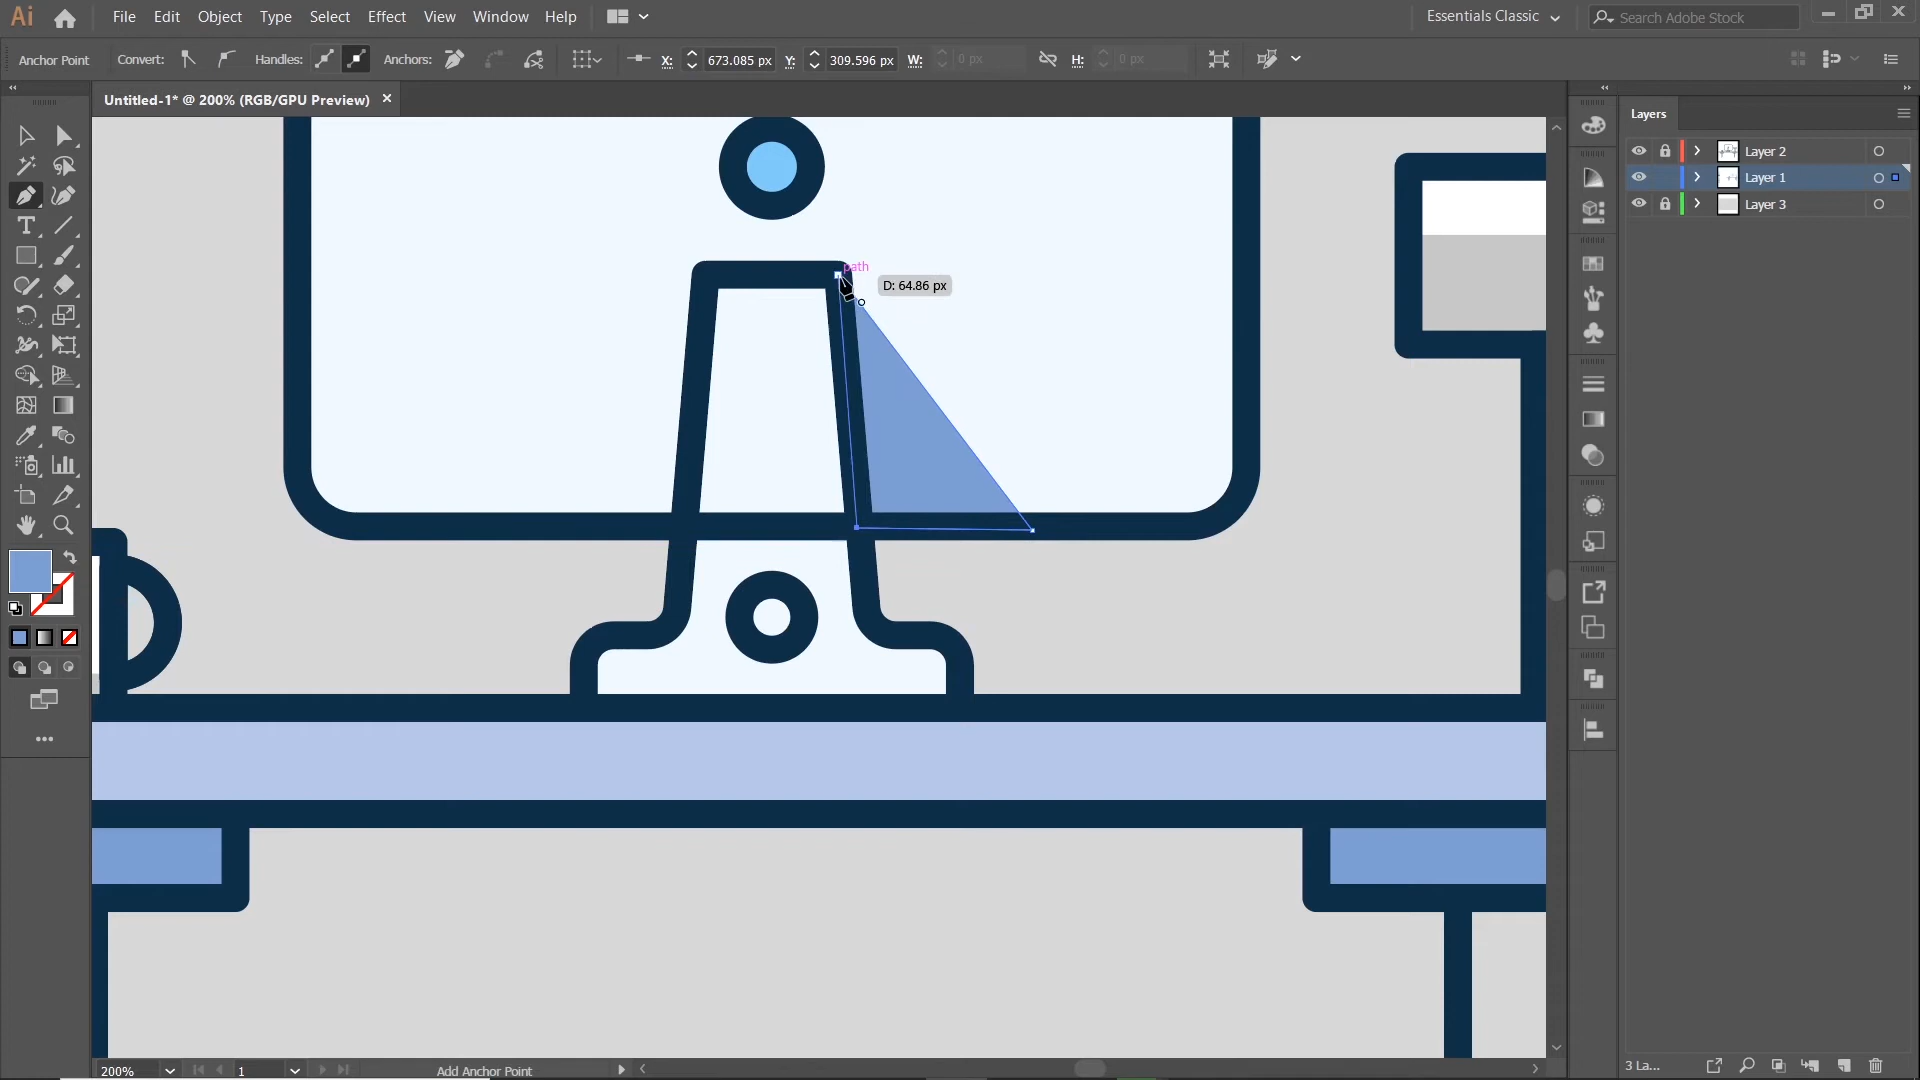 Ai File Edit Object Type Select Effect View Window Help Essentials Classic Search Adobe Stock
Anchor Point Convert: Handles: Anchors: X: 673.085 px Y: 309.596 px W: 0 px H: 0 px
Untitled-1* @ 200% (RGB/GPU Preview)
Layers
Layer 2
Layer 1
Layer 3
path
D: 64.86 px
200% 1 Add Anchor Point 3 La...